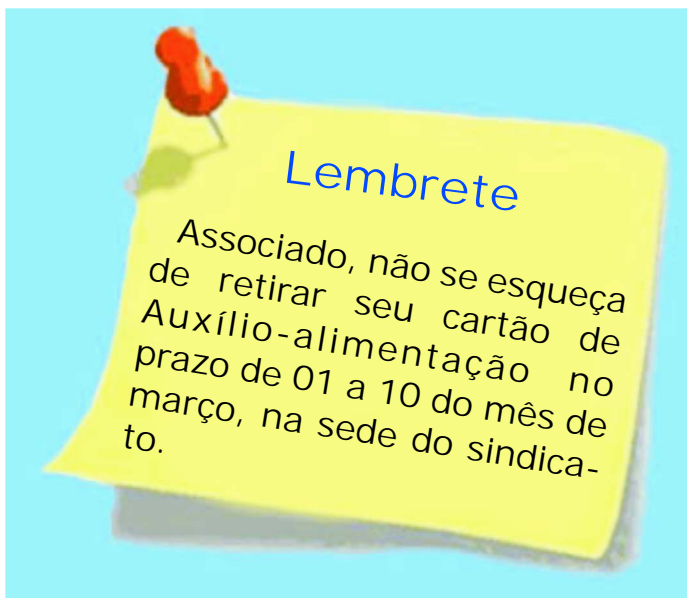 Lembrete
Associado, não se esqueça
de retirar seu cartão de
Auxílio-alimentação no
prazo de 01 a 10 do mês de
março, na sede do sindica-
to.